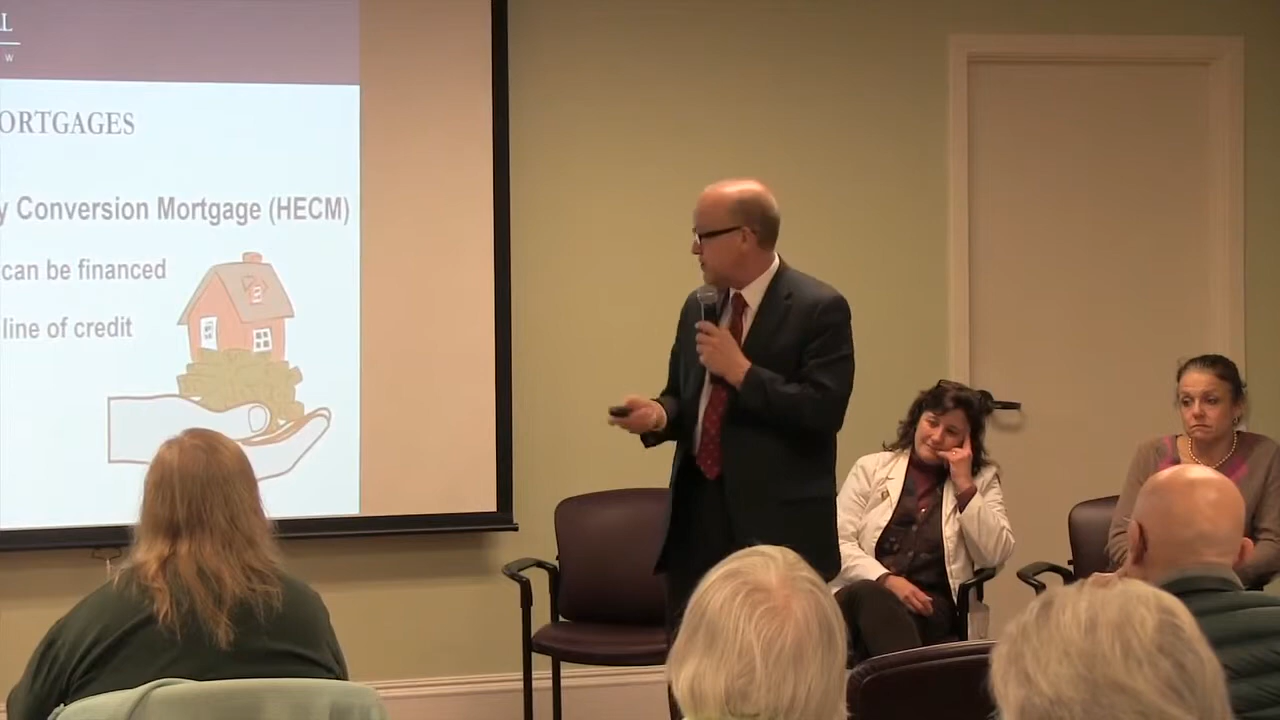 L
W
ORTGAGES
y Conversion Mortgage (HECM)
can be financed
line of credit